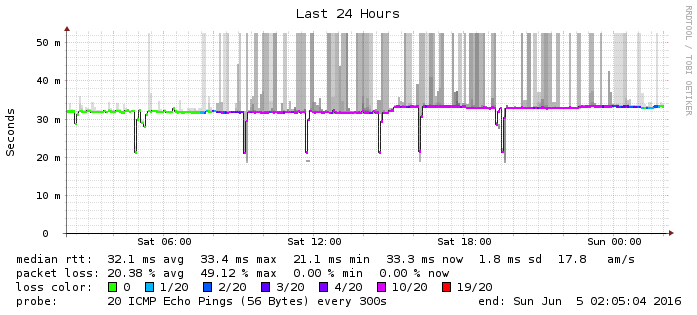 Last 24 Hours
RRDTOOL / TOBI OETIKER
Seconds
50 m
40 m
30 m
20 m
10 m
0
Sat 06:00 Sat 12:00 Sat 18:00 Sun 00:00
median rtt: 32.1 ms avg 33.4 ms max 21.1 ms min 33.3 ms now 1.8 ms sd 17.8 am/s
packet loss: 20.38 % avg 49.12 % max 0.00 % min 0.00 % now
loss color: 0 1/20 2/20 3/20 4/20 10/20 19/20
probe: 20 ICMP Echo Pings (56 Bytes) every 300s end: Sun Jun 5 02:05:04 2016